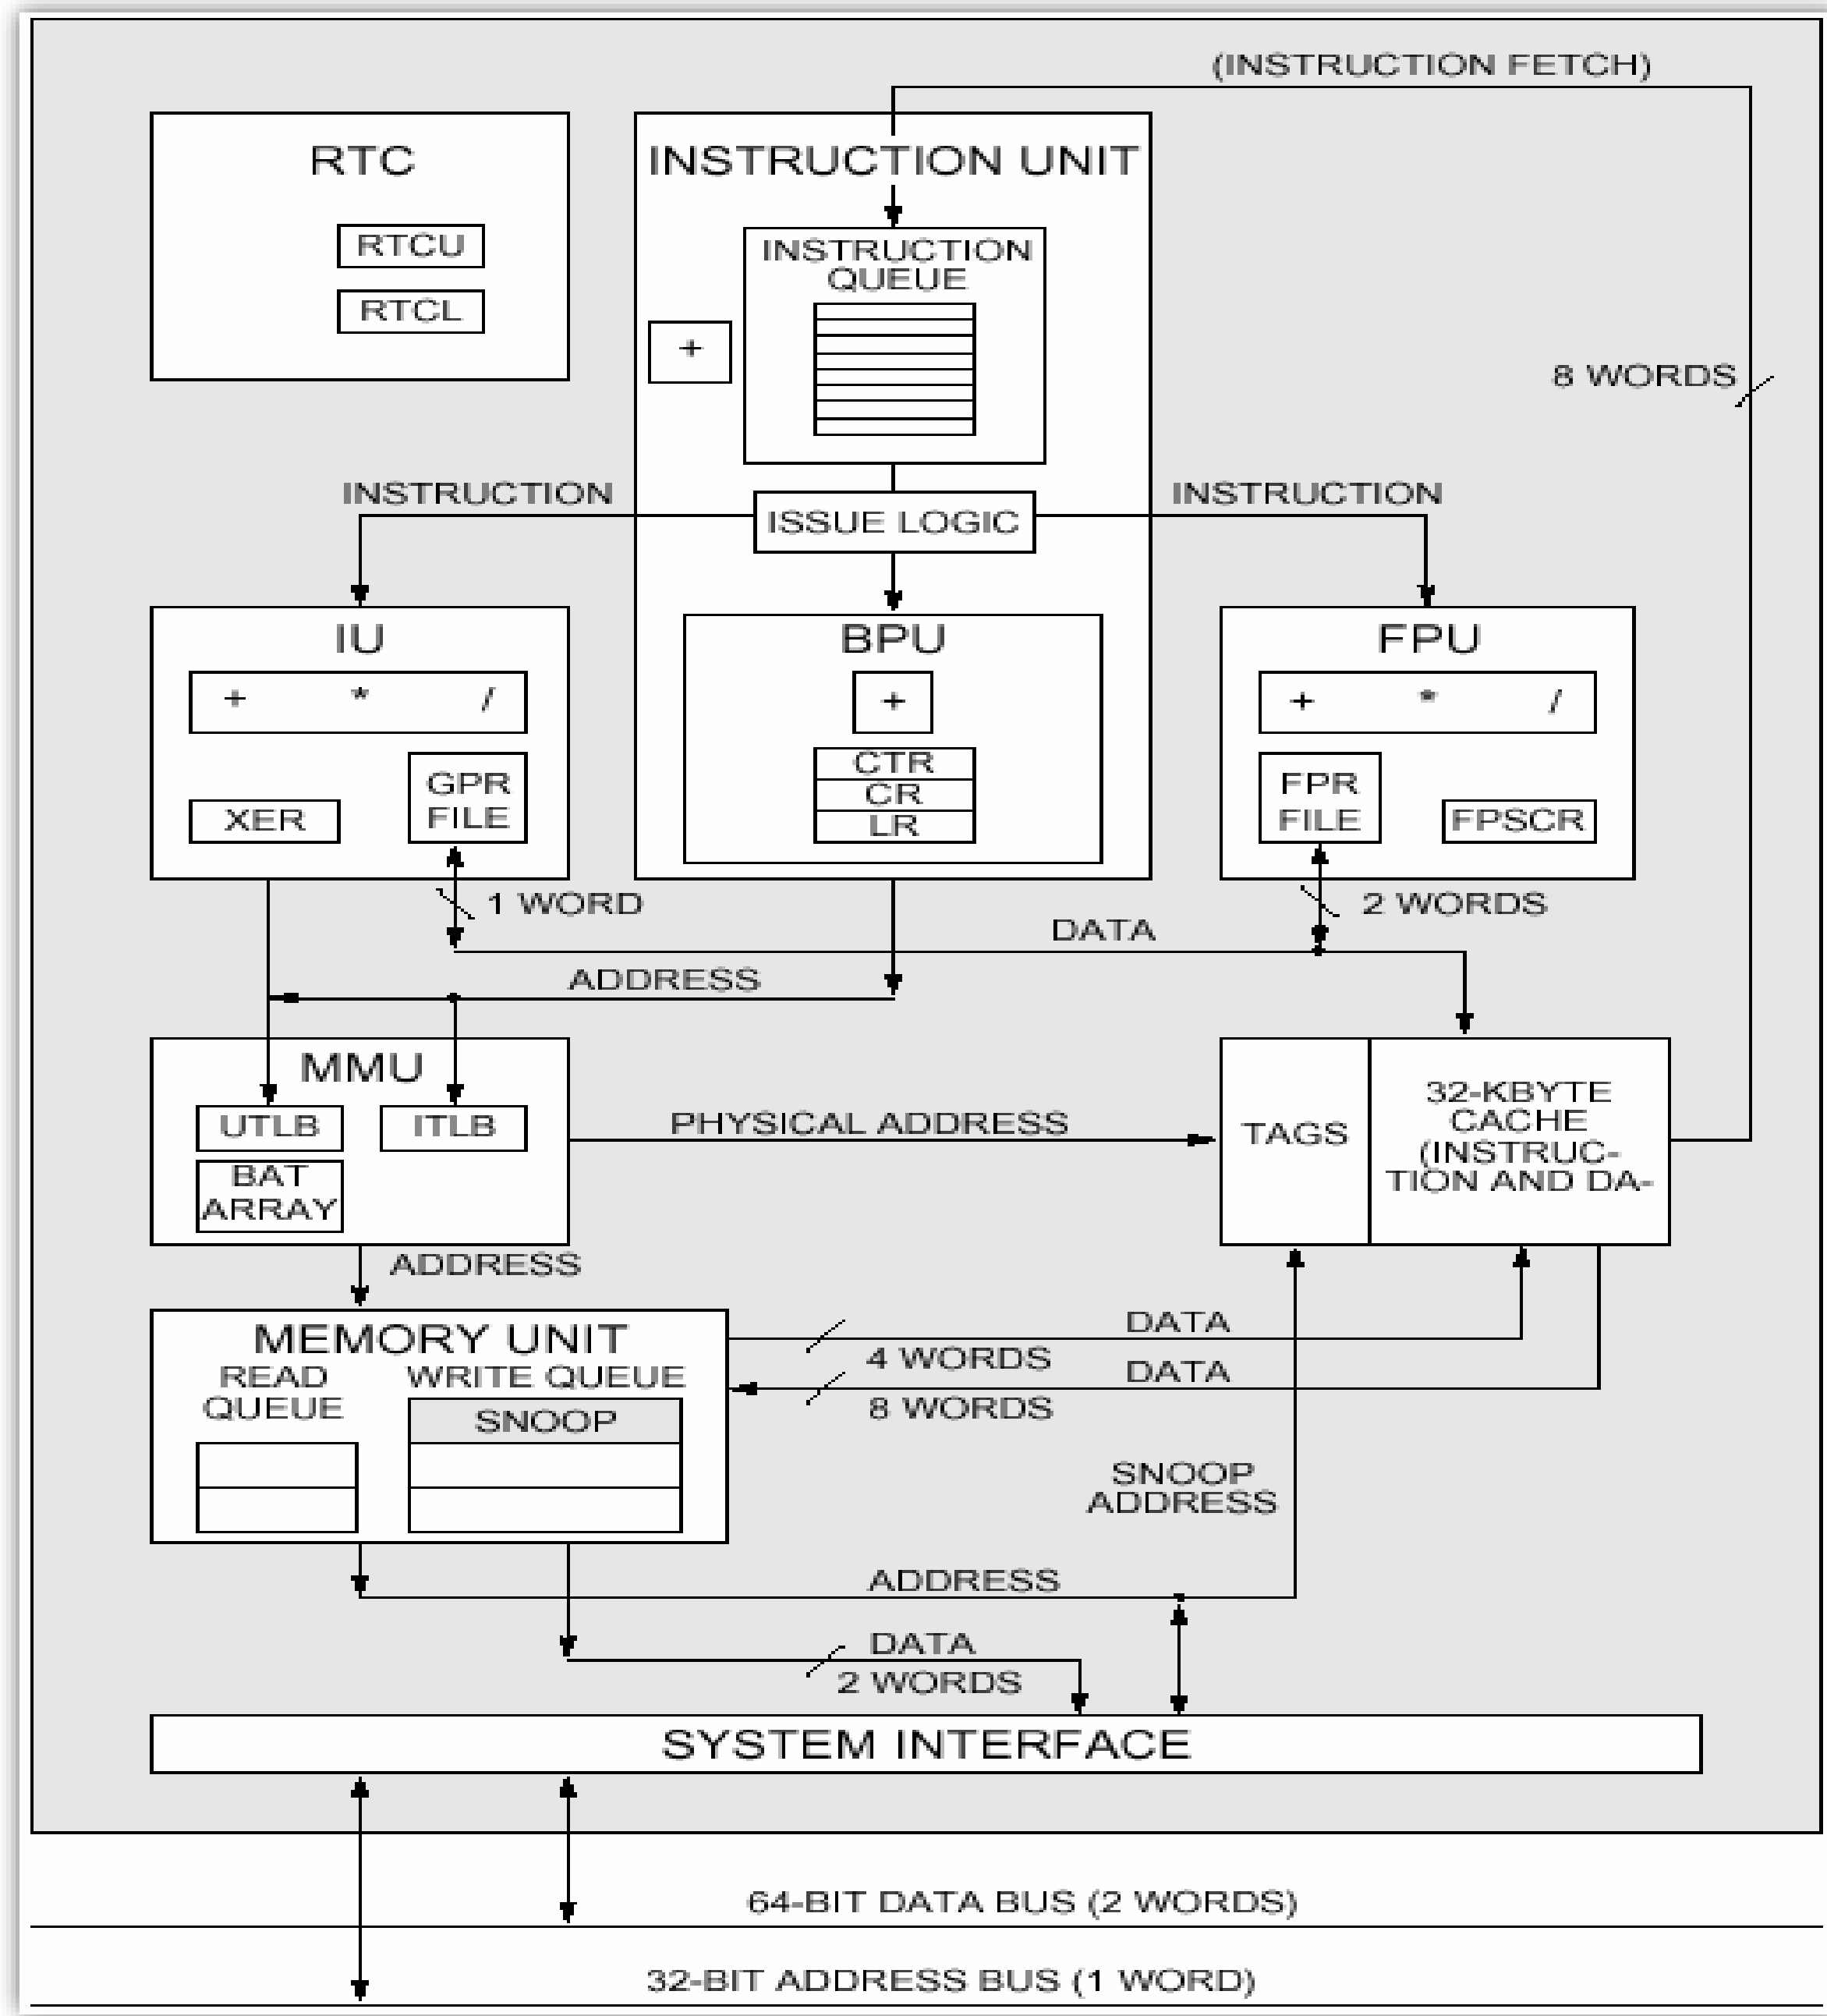 (INSTRUCTION FETCH)
RTC
RTCU
RTCL
INSTRUCTION UNIT
INSTRUCTION
QUEUE
+
8 WORDS
INSTRUCTION
ISSUE LOGIC
INSTRUCTION
IU
+ * /
XER
GPR
FILE
BPU
+
CTR
CR
LR
FPU
+ * /
FPR
FILE
FPSCR
1 WORD
2 WORDS
DATA
ADDRESS
MMU
UTLB
ITLB
BAT
ARRAY
PHYSICAL ADDRESS
TAGS
32-KBYTE
CACHE
(INSTRUC-
TION AND DA-
ADDRESS
MEMORY UNIT
READ
QUEUE
WRITE QUEUE
SNOOP
DATA
4 WORDS
DATA
8 WORDS
SNOOP
ADDRESS
ADDRESS
DATA
2 WORDS
SYSTEM INTERFACE
64-BIT DATA BUS (2 WORDS)
32-BIT ADDRESS BUS (1 WORD)